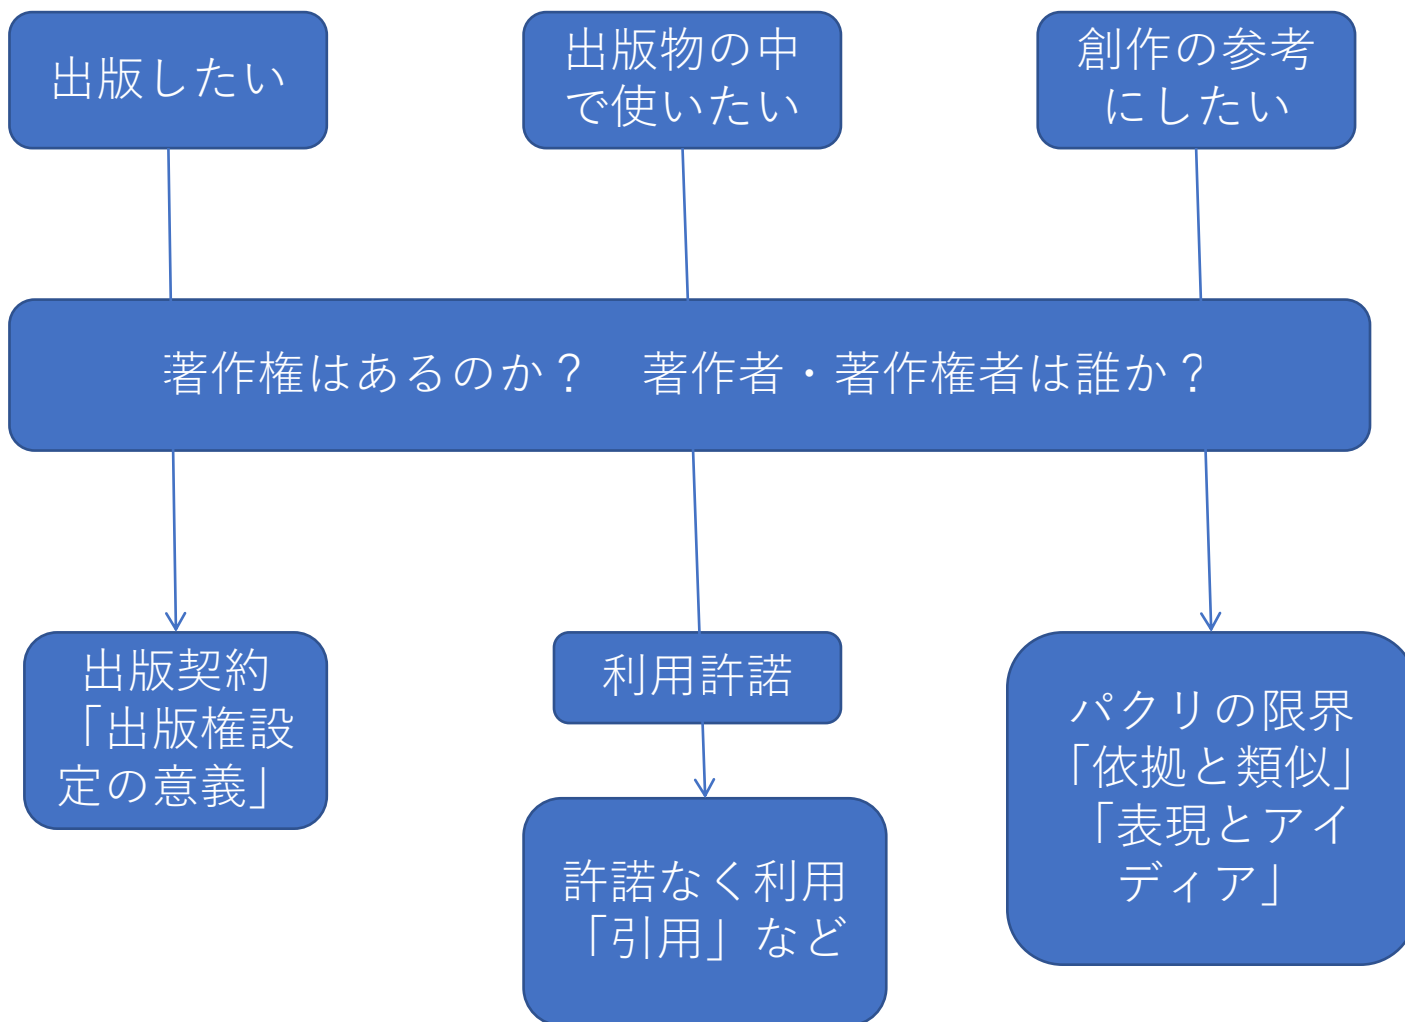 出版したい
出版物の中
で使いたい
創作の参考
にしたい
著作権はあるのか？　著作者・著作権者は誰か？
出版契約
「出版権設
定の意義」
利用許諾
許諾なく利用
「引用」など
パクリの限界
「依拠と類似」
「表現とアイ
ディア」